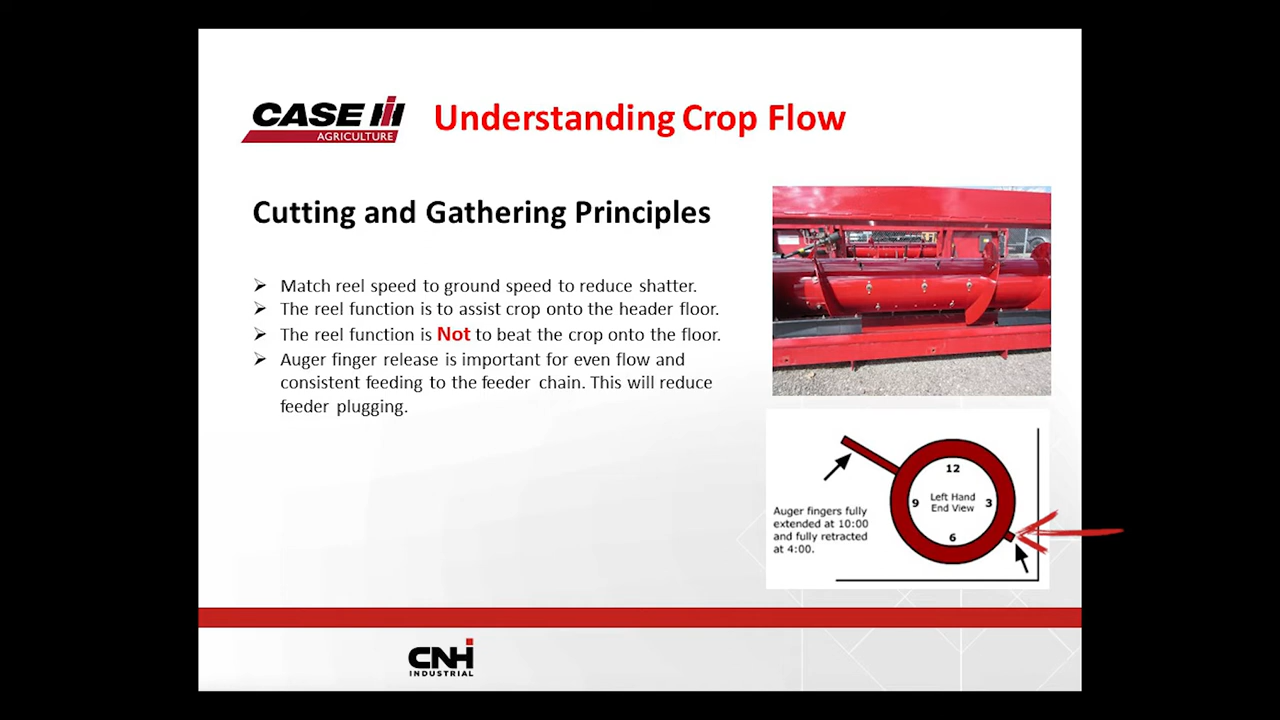 CASE IH
AGRICULTURE
Understanding Crop Flow
Cutting and Gathering Principles
➢ Match reel speed to ground speed to reduce shatter.
➢ The reel function is to assist crop onto the header floor.
➢ The reel function is Not to beat the crop onto the floor.
➢ Auger finger release is important for even flow and
consistent feeding to the feeder chain. This will reduce
feeder plugging.
12
Left Hand
End View
9
3
6
Auger fingers fully
extended at 10:00
and fully retracted
at 4:00.
CNH
INDUSTRIAL